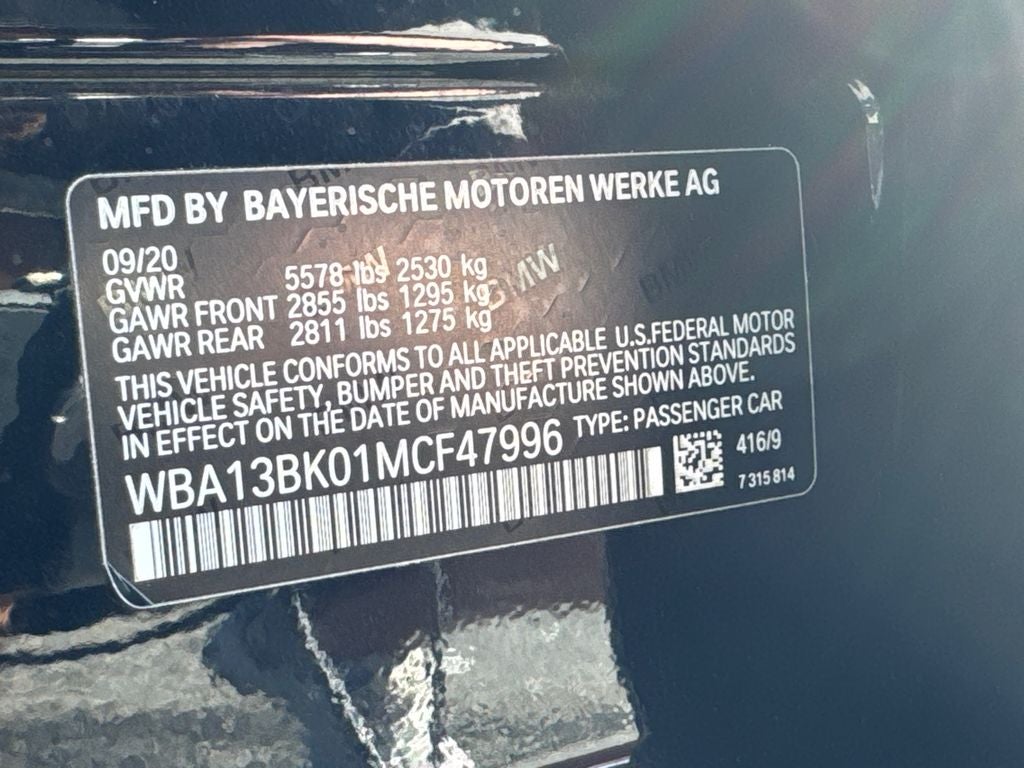 MFD BY BAYERISCHE MOTOREN WERKE AG
09/20
GVWR 5578 lbs 2530 kg
GAWR FRONT 2855 lbs 1295 kg
GAWR REAR 2811 lbs 1275 kg
THIS VEHICLE CONFORMS TO ALL APPLICABLE U.S.FEDERAL MOTOR
VEHICLE SAFETY, BUMPER AND THEFT PREVENTION STANDARDS
IN EFFECT ON THE DATE OF MANUFACTURE SHOWN ABOVE.
WBA13BK01MCF47996 TYPE: PASSENGER CAR
416/9
7 315 814
BMW